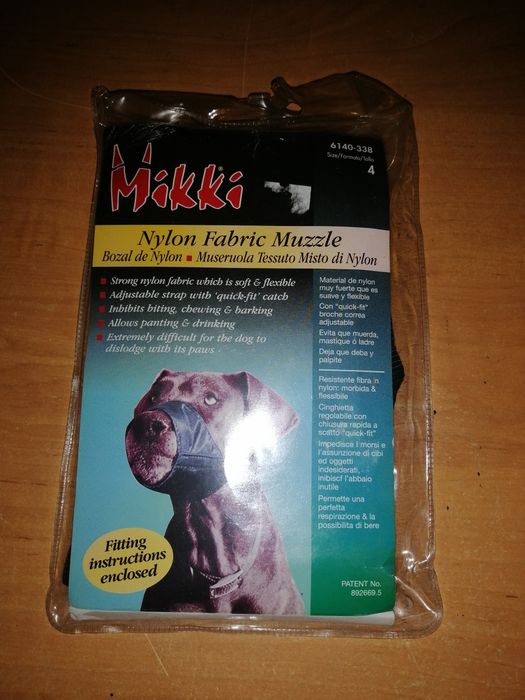 6140-338
Size/Formato/Talla
4
Mikki®
Nylon Fabric Muzzle
Bozal de Nylon ■ Museruola Tessuto Misto di Nylon
■ Strong nylon fabric which is soft & flexible
■ Adjustable strap with 'quick-fit' catch
■ Inhibits biting, chewing & barking
■ Allows panting & drinking
■ Extremely difficult for the dog to
dislodge with its paws
Material de nylon
muy fuerte que es
suave y flexible
Con "quick-fit"
broche correa
adjustable
Evita que muerda,
mastique ó ladre
Deja que deba y
palpite
Resistente fibra in
nylon: morbida &
flessibile
Cinghietta
regolabile con
chiusura rapida a
scatto "quick-fit"
Impedisce i morsi e
l'assunzione di cibi
ed oggetti
indesiderati,
inibiscf l'abbaio
inutile
Permette una
perfetta
respirazione & la
possibilita di bere
Fitting
instructions
enclosed
PATENT No.
892669.5